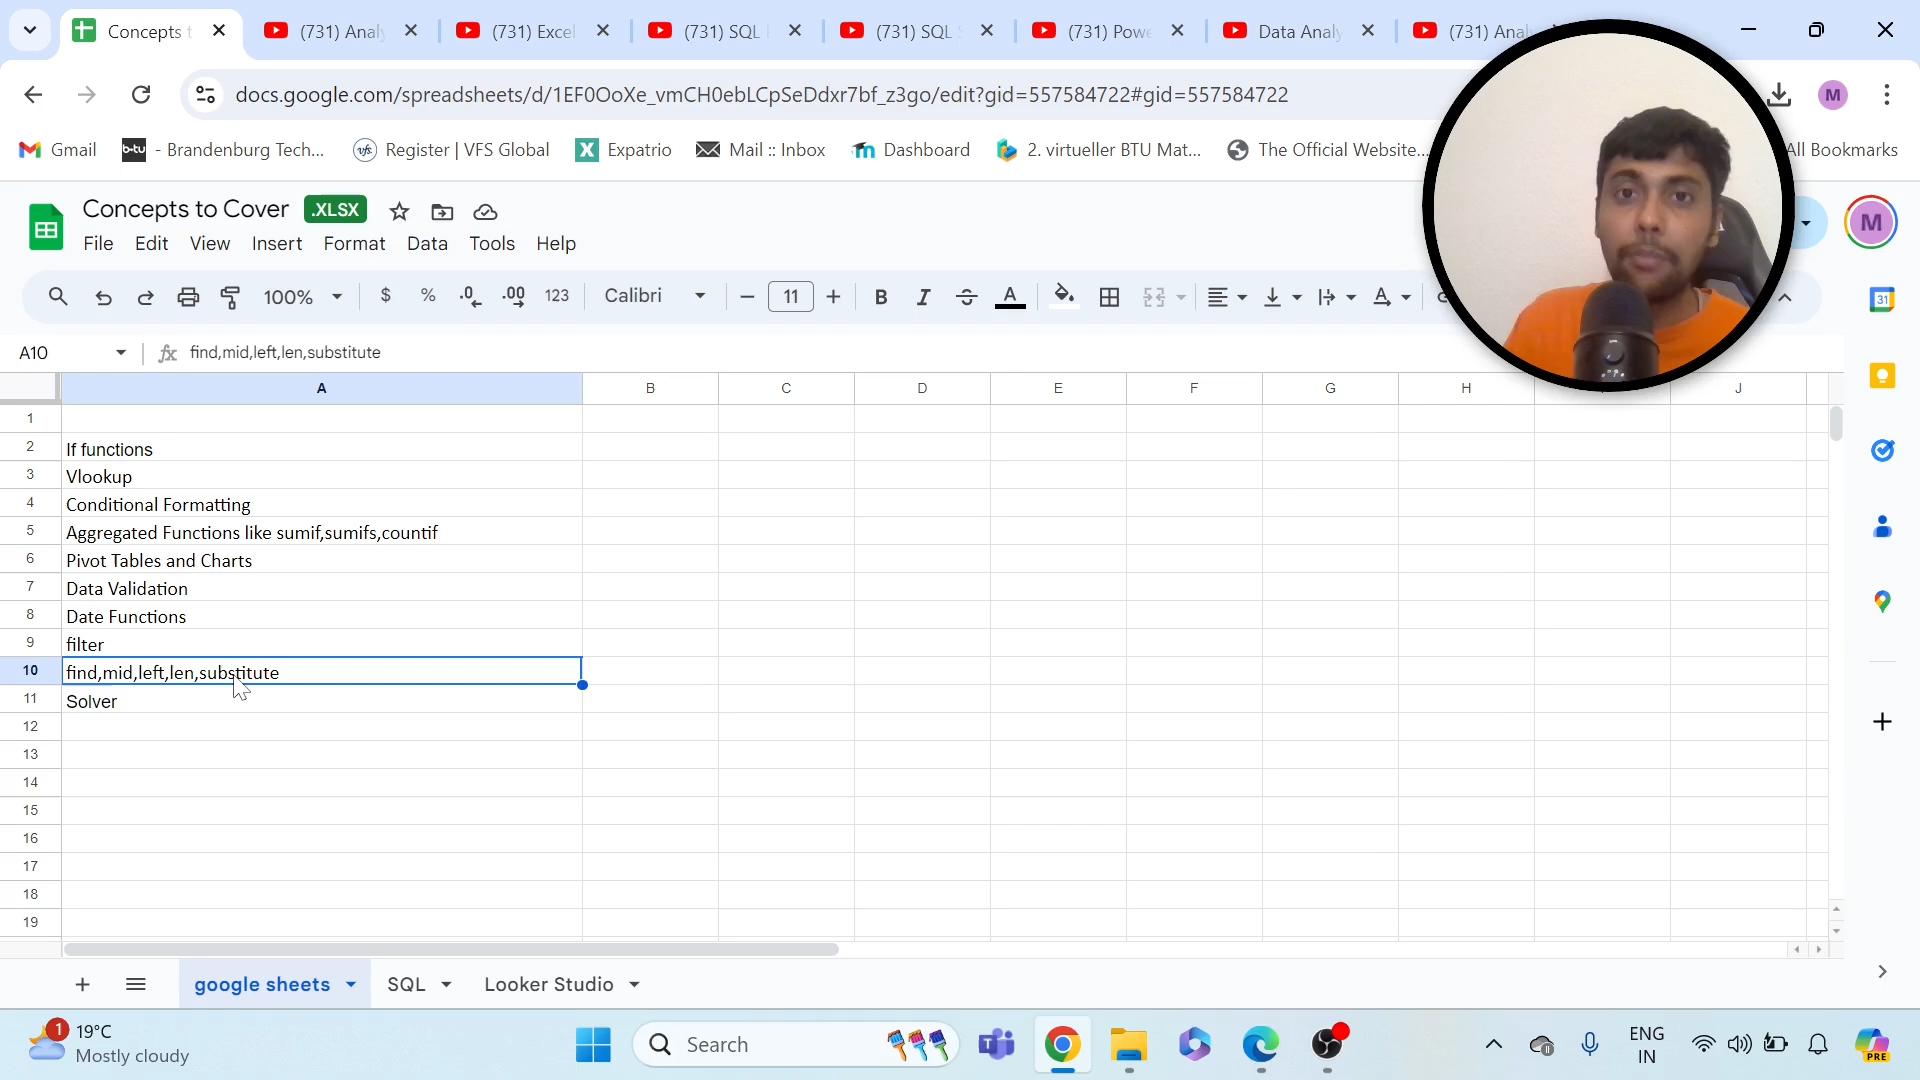 Concepts t
(731) Analy
(731) Excel
(731) SQL
(731) SQL
(731) Powe
Data Analy
(731) Anal
docs.google.com/spreadsheets/d/1EF0OoXe_vmCH0ebLCpSeDdxr7bf_z3go/edit?gid=557584722#gid=557584722
M
Gmail
b-tu
- Brandenburg Tech...
vfs
Register | VFS Global
Expatrio
Mail :: Inbox
Dashboard
2. virtueller BTU Mat...
The Official Website...
All Bookmarks
Concepts to Cover
.XLSX
M
File Edit View Insert Format Data Tools Help
100%
$ % .0 .00 123
Calibri
11
B I A
31
A10
fx find,mid,left,len,substitute
A B C D E F G H J
1
2 If functions
3 Vlookup
4 Conditional Formatting
5 Aggregated Functions like sumif,sumifs,countif
6 Pivot Tables and Charts
7 Data Validation
8 Date Functions
9 filter
10 find,mid,left,len,substitute
11 Solver
12
13
14
15
16
17
18
19
google sheets
SQL
Looker Studio
1
19°C
Mostly cloudy
Search
ENG
IN
PRE